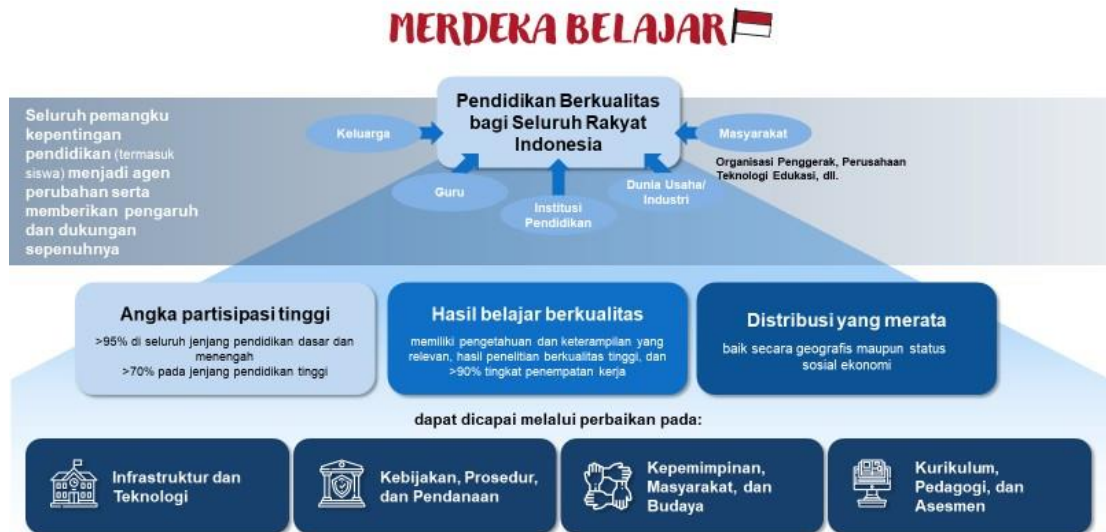 MERDEKA BELAJAR
Seluruh pemangku
kepentingan
pendidikan (termasuk
siswa) menjadi agen
perubahan serta
memberikan pengaruh
dan dukungan
sepenuhnya
Pendidikan Berkualitas
bagi Seluruh Rakyat
Indonesia
Keluarga
Guru
Institusi
Pendidikan
Dunia Usaha/
Industri
Masyarakat
Organisasi Penggerak, Perusahaan
Teknologi Edukasi, dll.
Angka partisipasi tinggi
>95% di seluruh jenjang pendidikan dasar dan
menengah
>70% pada jenjang pendidikan tinggi
Hasil belajar berkualitas
memiliki pengetahuan dan keterampilan yang
relevan, hasil penelitian berkualitas tinggi, dan
>90% tingkat penempatan kerja
Distribusi yang merata
baik secara geografis maupun status
sosial ekonomi
dapat dicapai melalui perbaikan pada:
Infrastruktur dan
Teknologi
Kebijakan, Prosedur,
dan Pendanaan
Kepemimpinan,
Masyarakat, dan
Budaya
Kurikulum,
Pedagogi, dan
Asesmen